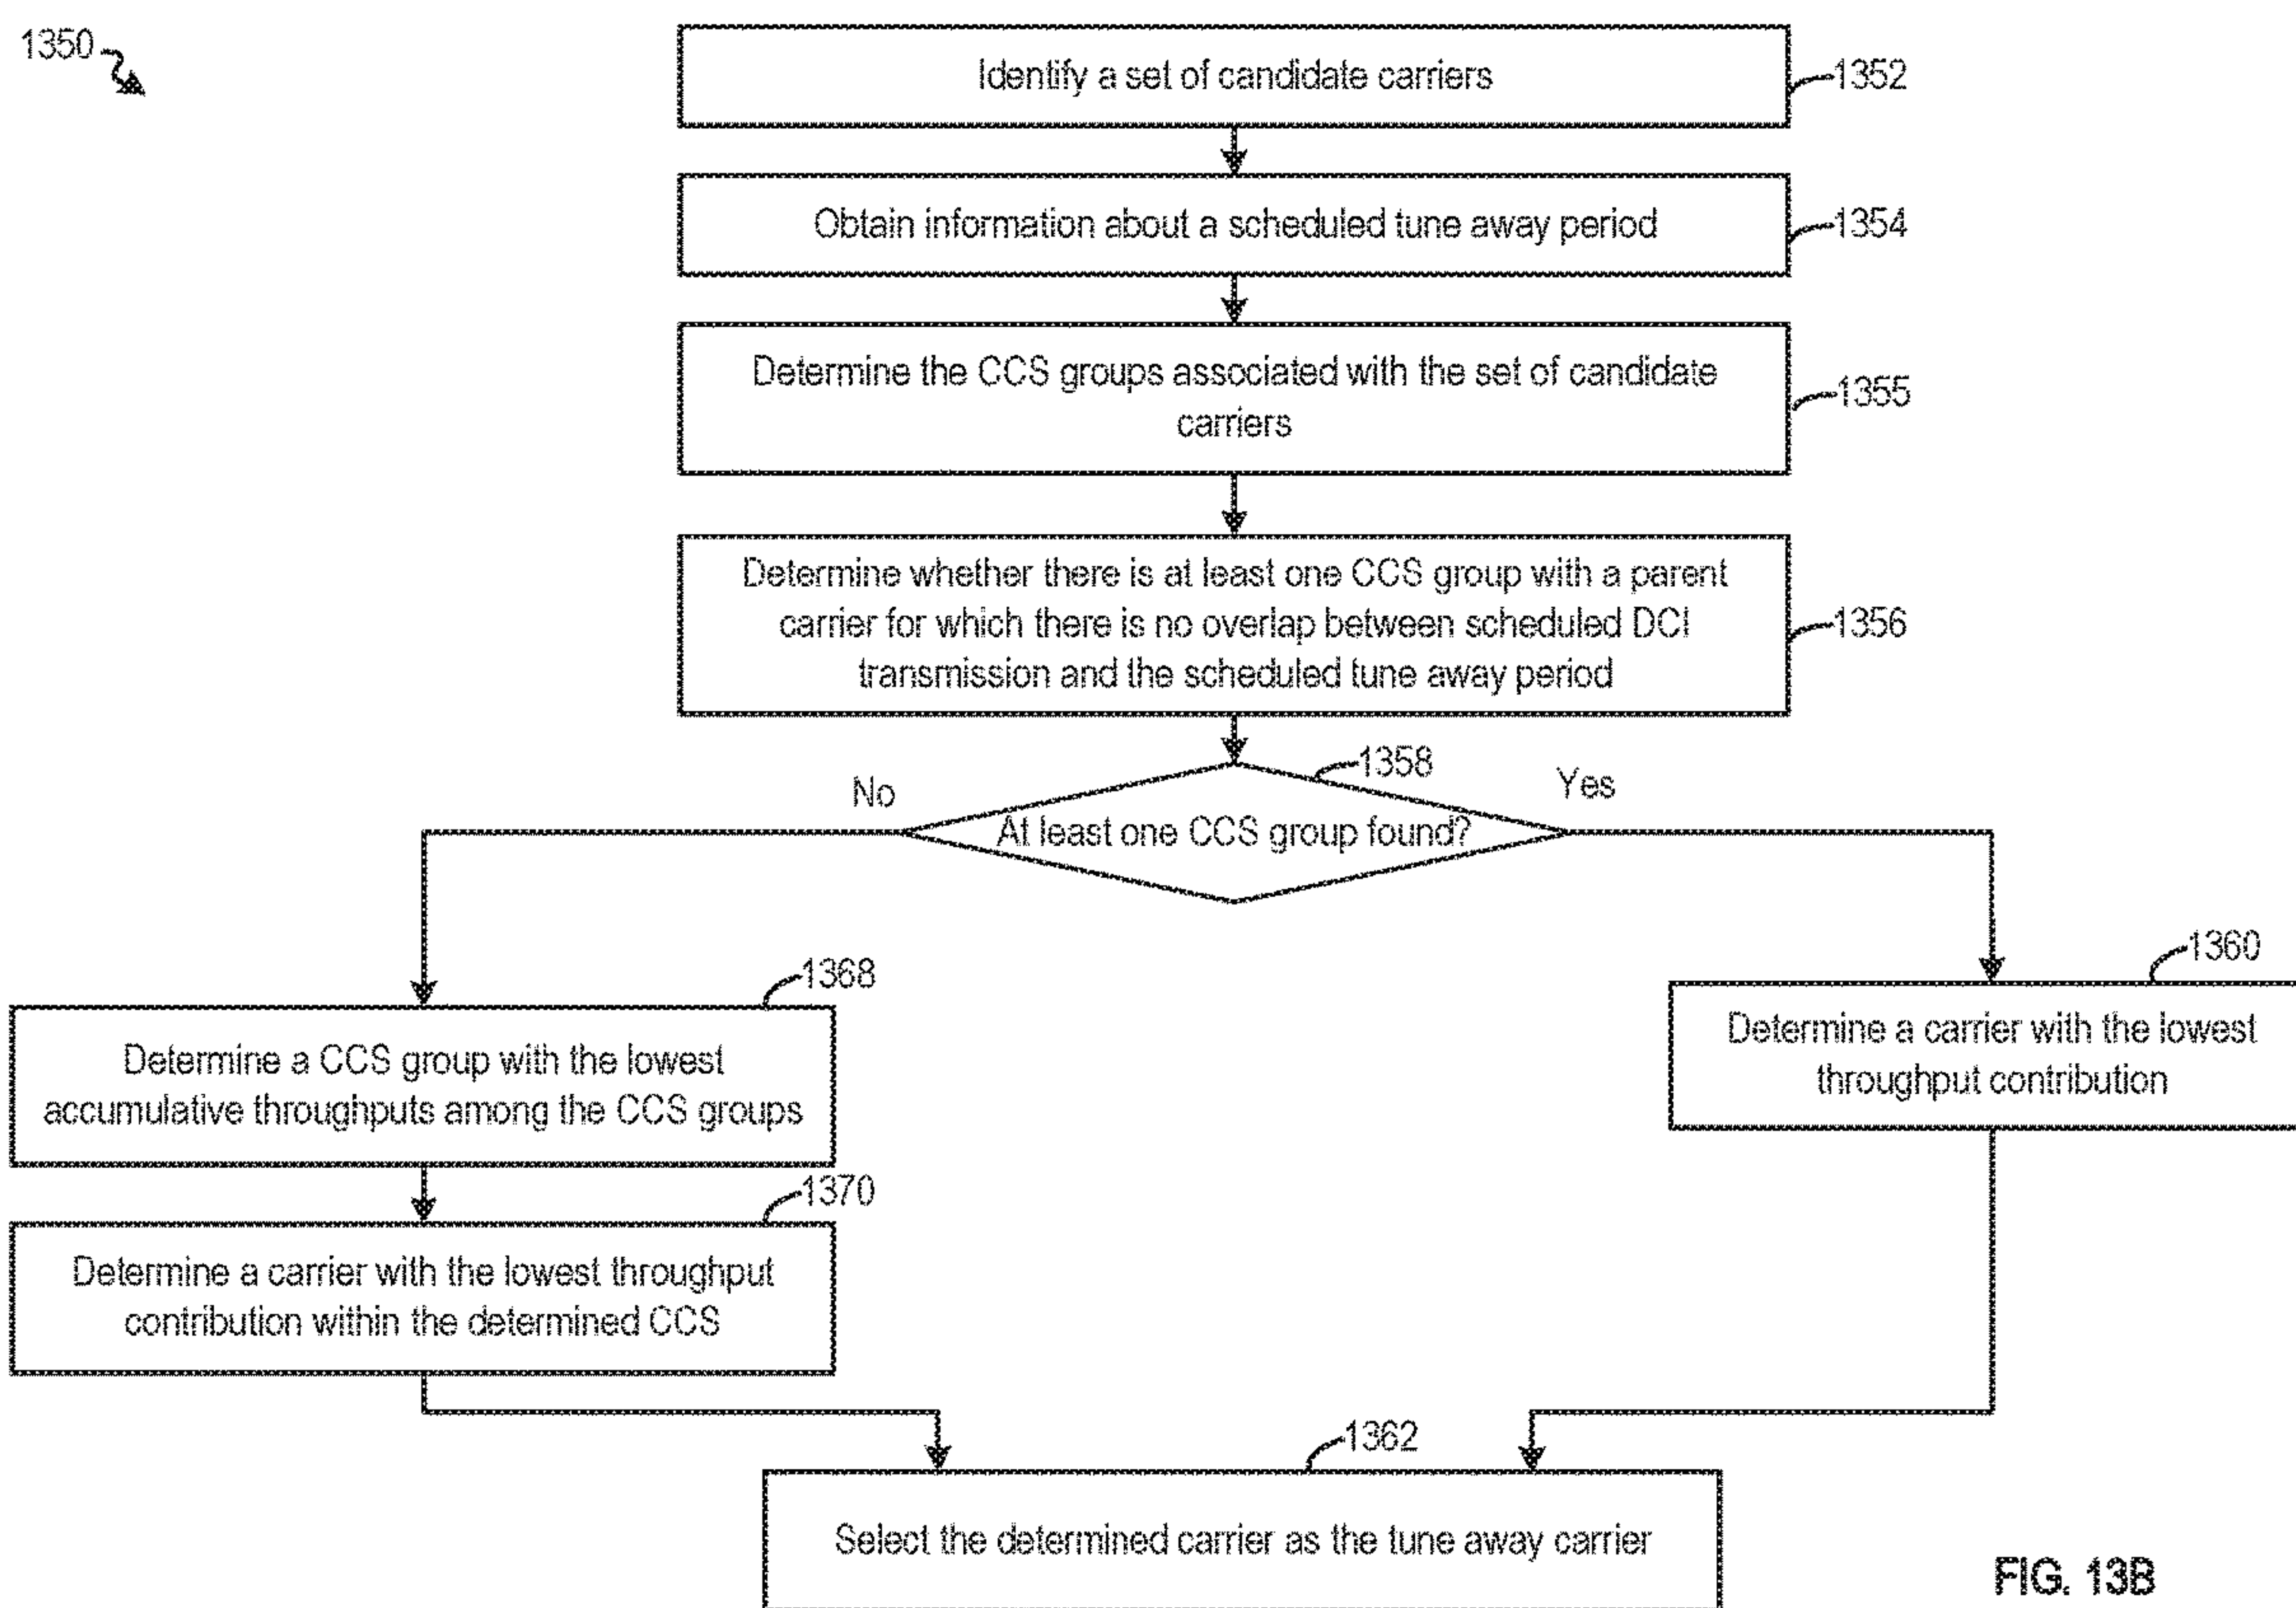 1350
Identify a set of candidate carriers
1352
Obtain information about a scheduled tune away period
1354
Determine the CCS groups associated with the set of candidate
carriers
1355
Determine whether there is at least one CCS group with a parent
carrier for which there is no overlap between scheduled DCI
transmission and the scheduled tune away period
1356
1358
No
Yes
At least one CCS group found?
1368
Determine a CCS group with the lowest
accumulative throughputs among the CCS groups
1360
Determine a carrier with the lowest
throughput contribution
1370
Determine a carrier with the lowest throughput
contribution within the determined CCS
1362
Select the determined carrier as the tune away carrier
FIG. 13B